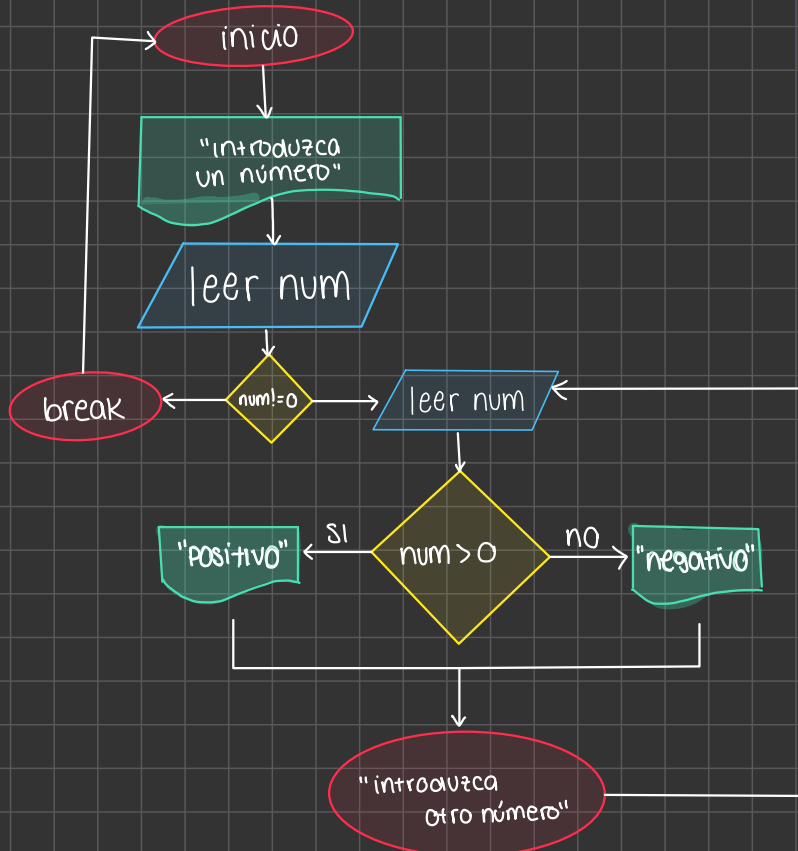 inicio
"introduzca
un número"
leer num
num!=0
break
leer num
num>0
SI
no
"positivo"
"negativo"
"introduzca
otro número"